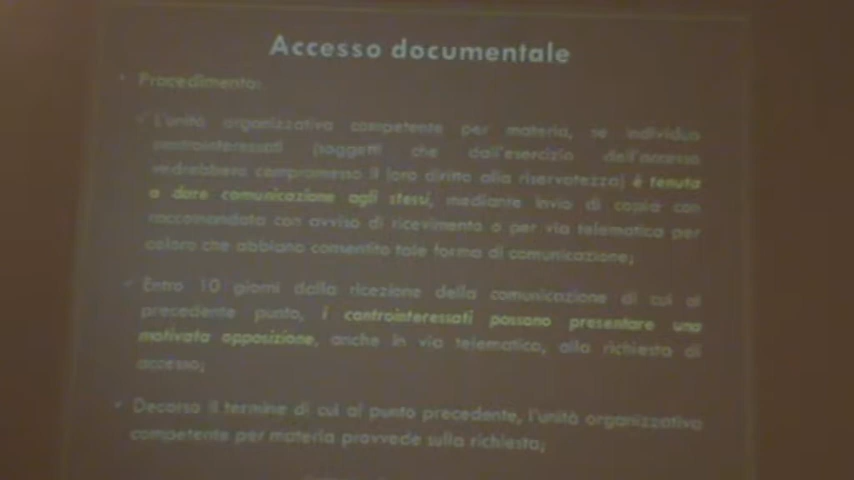 Accesso documentale
• Procedimento:
✓ L'unità organizzativa competente per materia, se individua
controinteressati (soggetti che dall'esercizio dell'accesso
vedrebbero compromesso il loro diritto alla riservatezza) è tenuta
a dare comunicazione agli stessi, mediante invio di copia con
raccomandata con avviso di ricevimento o per via telematica per
coloro che abbiano consentito tale forma di comunicazione;
✓ Entro 10 giorni dalla ricezione della comunicazione di cui al
precedente punto, i controinteressati possono presentare una
motivata opposizione, anche in via telematica, alla richiesta di
accesso;
✓ Decorso il termine di cui al punto precedente, l'unità organizzativa
competente per materia provvede sulla richiesta;